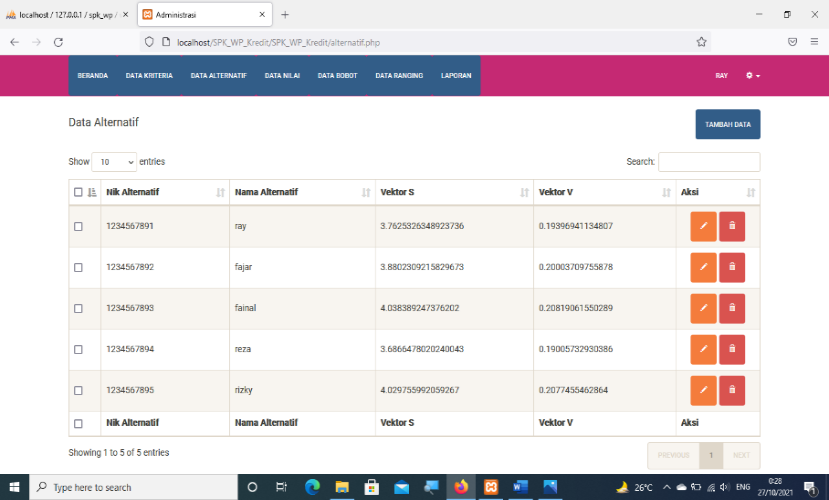 localhost / 127.0.0.1 / spk_wp /
Administrasi
localhost/SPK_WP_Kredit/SPK_WP_Kredit/alternatif.php
BERANDA DATA KRITERIA DATA ALTERNATIF DATA NILAI DATA BOBOT DATA RANGING LAPORAN RAY
Data Alternatif
TAMBAH DATA
Show 10 entries Search:
Nik Alternatif Nama Alternatif Vektor S Vektor V Aksi
1234567891 ray 3.7625326348923736 0.19396941134807
1234567892 fajar 3.8802309215829673 0.20003709755878
1234567893 fainal 4.038389247376202 0.20819061550289
1234567894 reza 3.6866478020240043 0.19005732930386
1234567895 rizky 4.029755992059267 0.2077455462864
Nik Alternatif Nama Alternatif Vektor S Vektor V Aksi
Showing 1 to 5 of 5 entries
PREVIOUS 1 NEXT
Type here to search
26°C ENG 0:28
27/10/2021